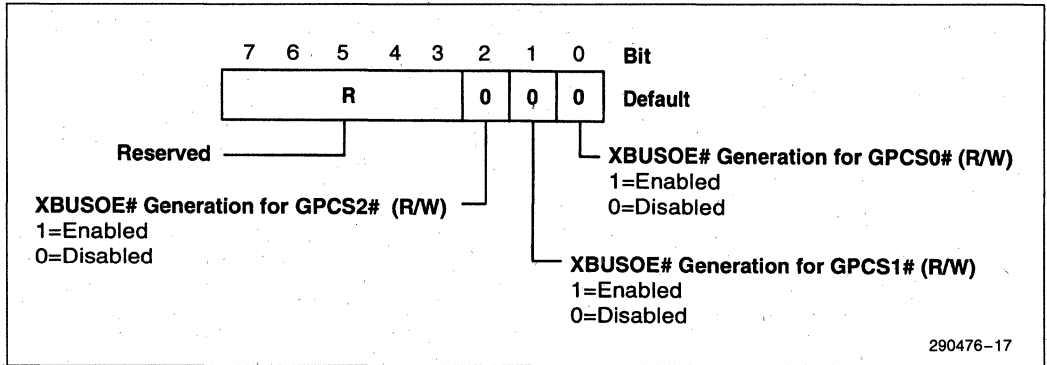 7 6 5 4 3 2 1 0 Bit
R 0 0 0 Default
Reserved
XBUSOE# Generation for GPCS0# (R/W)
1=Enabled
0=Disabled
XBUSOE# Generation for GPCS2# (R/W)
1=Enabled
0=Disabled
XBUSOE# Generation for GPCS1# (R/W)
1=Enabled
0=Disabled
290476–17